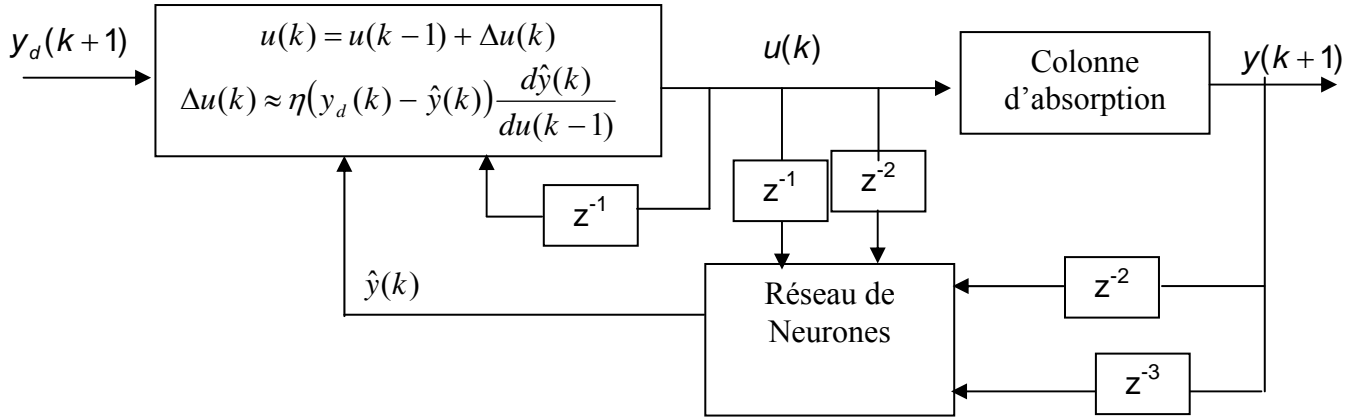 y_d(k+1)
u(k) = u(k−1) + Δu(k)
Δu(k) ≈ η(y_d(k) − ŷ(k)) dŷ(k)/du(k−1)
u(k)
Colonne
d’absorption
y(k+1)
z⁻¹
z⁻¹
z⁻²
ŷ(k)
Réseau de
Neurones
z⁻²
z⁻³